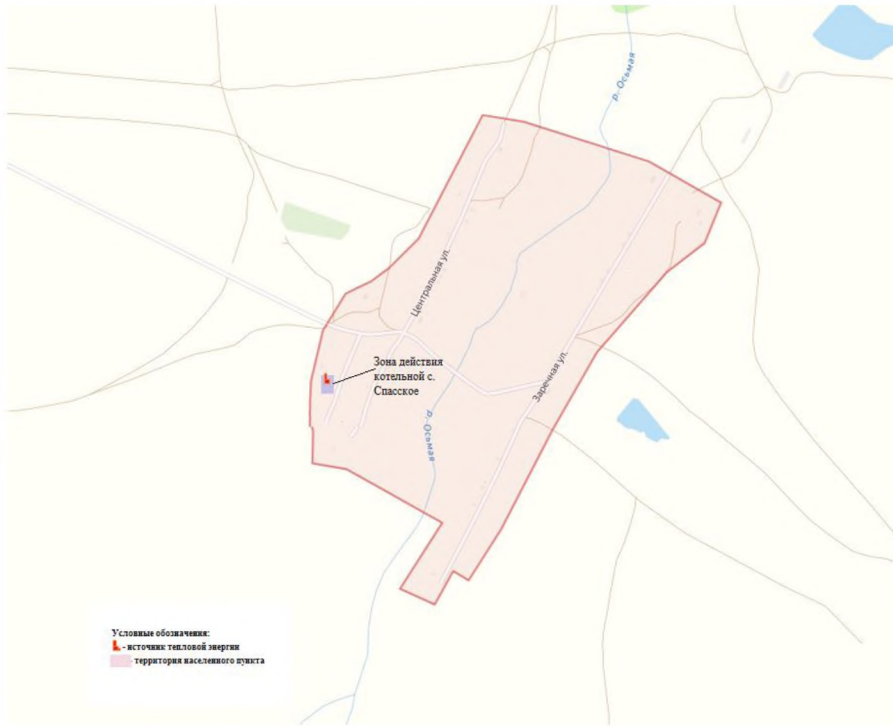 р. Осьмая
Центральная ул.
Зона действия
котельной с.
Спасское
Заречная ул.
р. Осьмая
Условные обозначения:
- источник тепловой энергии
- территория населенного пункта